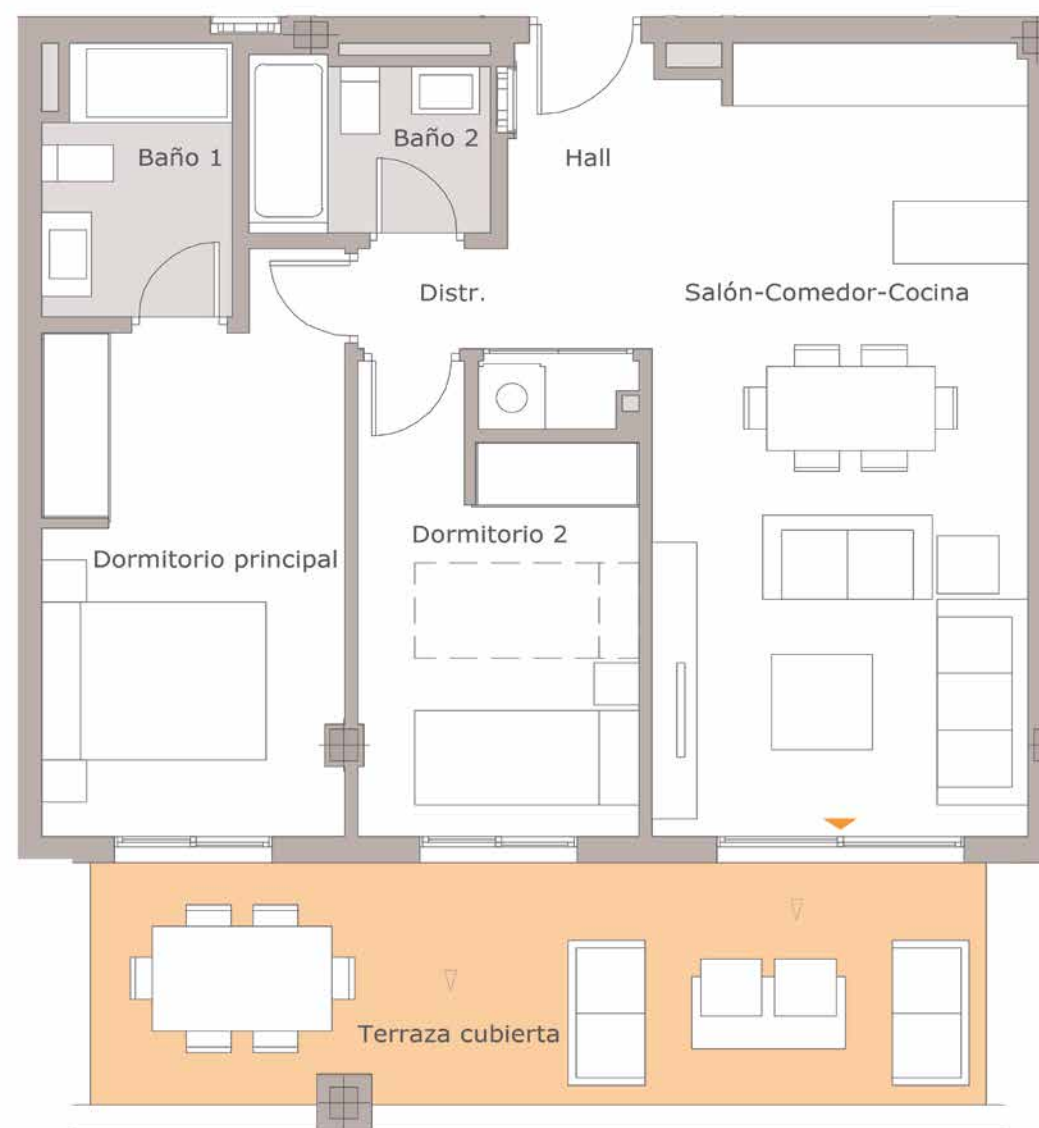 Baño 2
Baño 1
Hall
Distr.
Salón-Comedor-Cocina
Dormitorio 2
Dormitorio principal
Terraza cubierta